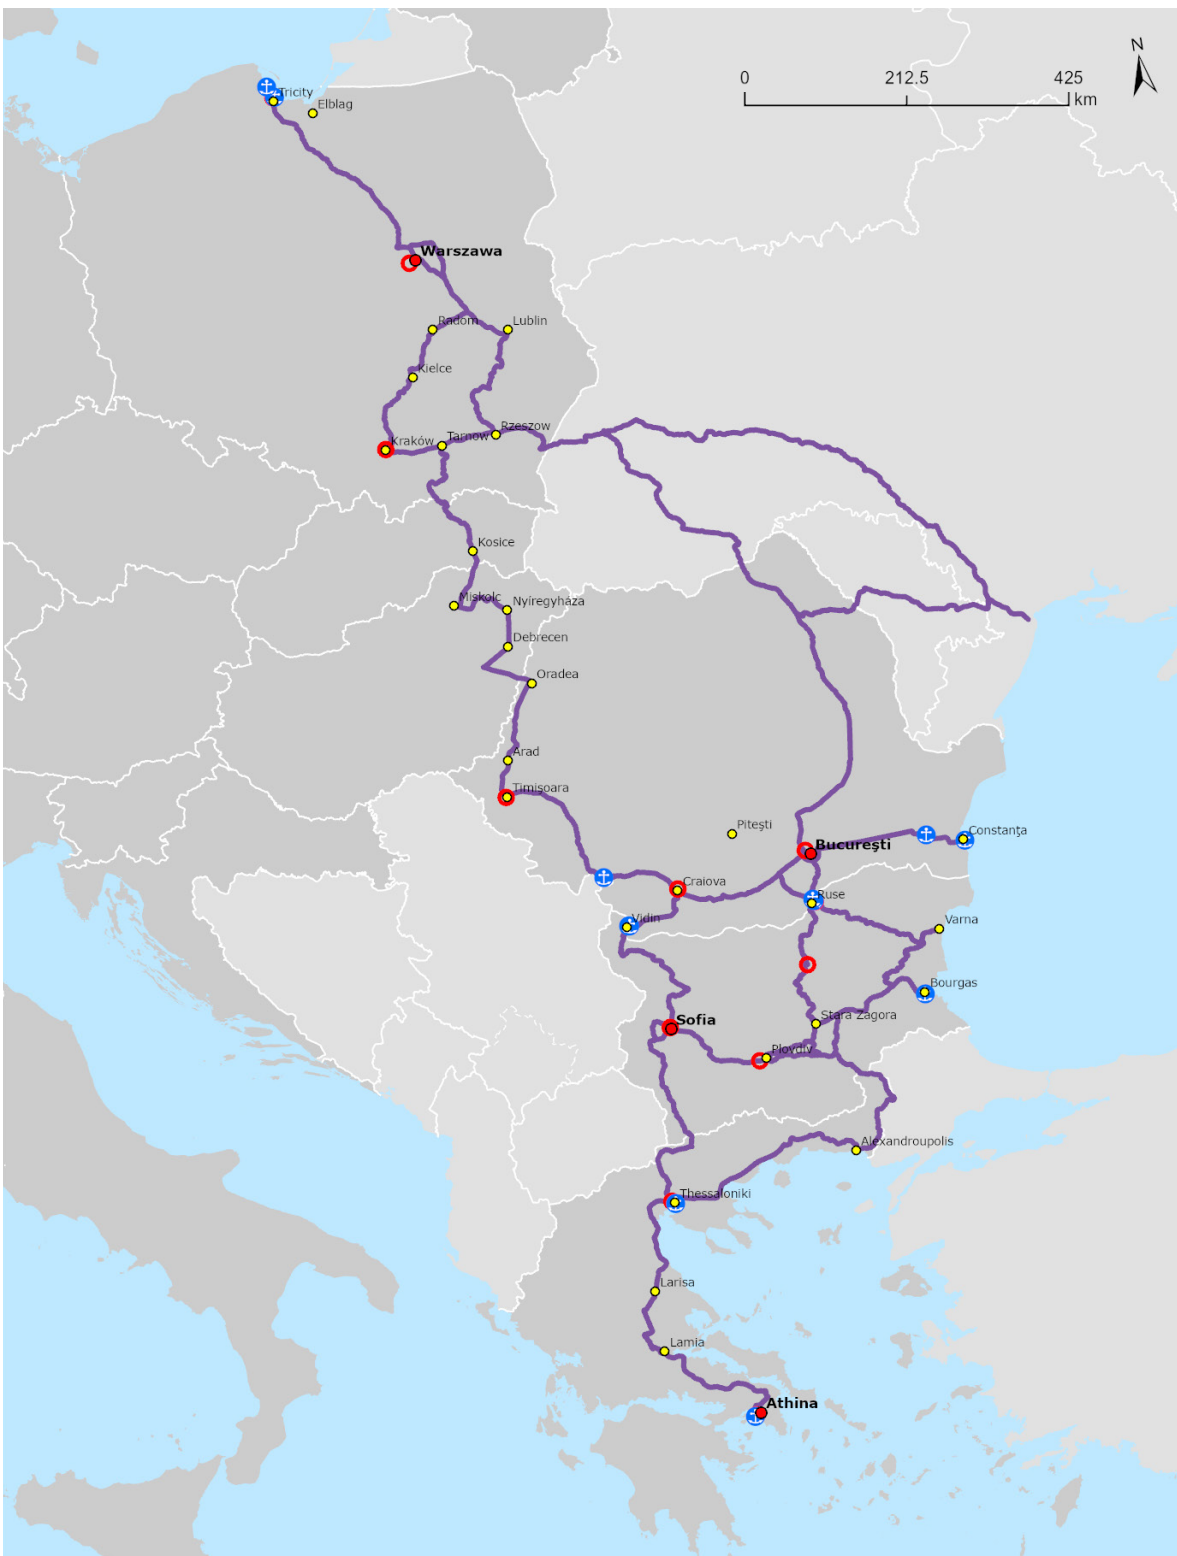 N
0 212.5 425
km
Tricity
Elbląg
Warszawa
Radom
Lublin
Kielce
Kraków
Tarnow
Rzeszow
Kosice
Miskolc
Nyíregyháza
Debrecen
Oradea
Arad
Timişoara
Piteşti
Constanţa
Bucureşti
Craiova
Ruse
Vidin
Varna
Bourgas
Stara Zagora
Sofia
Plovdiv
Alexandroupolis
Thessaloniki
Larisa
Lamia
Athina